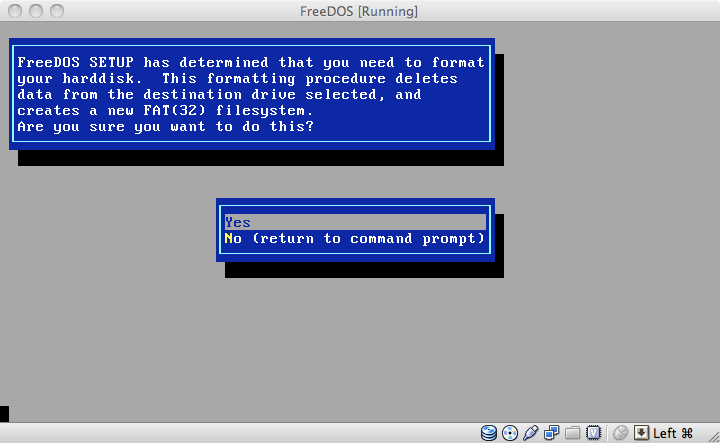 FreeDOS [Running]
FreeDOS SETUP has determined that you need to format
your harddisk.  This formatting procedure deletes
data from the destination drive selected, and
creates a new FAT(32) filesystem.
Are you sure you want to do this?
Yes
No (return to command prompt)
Left ⌘